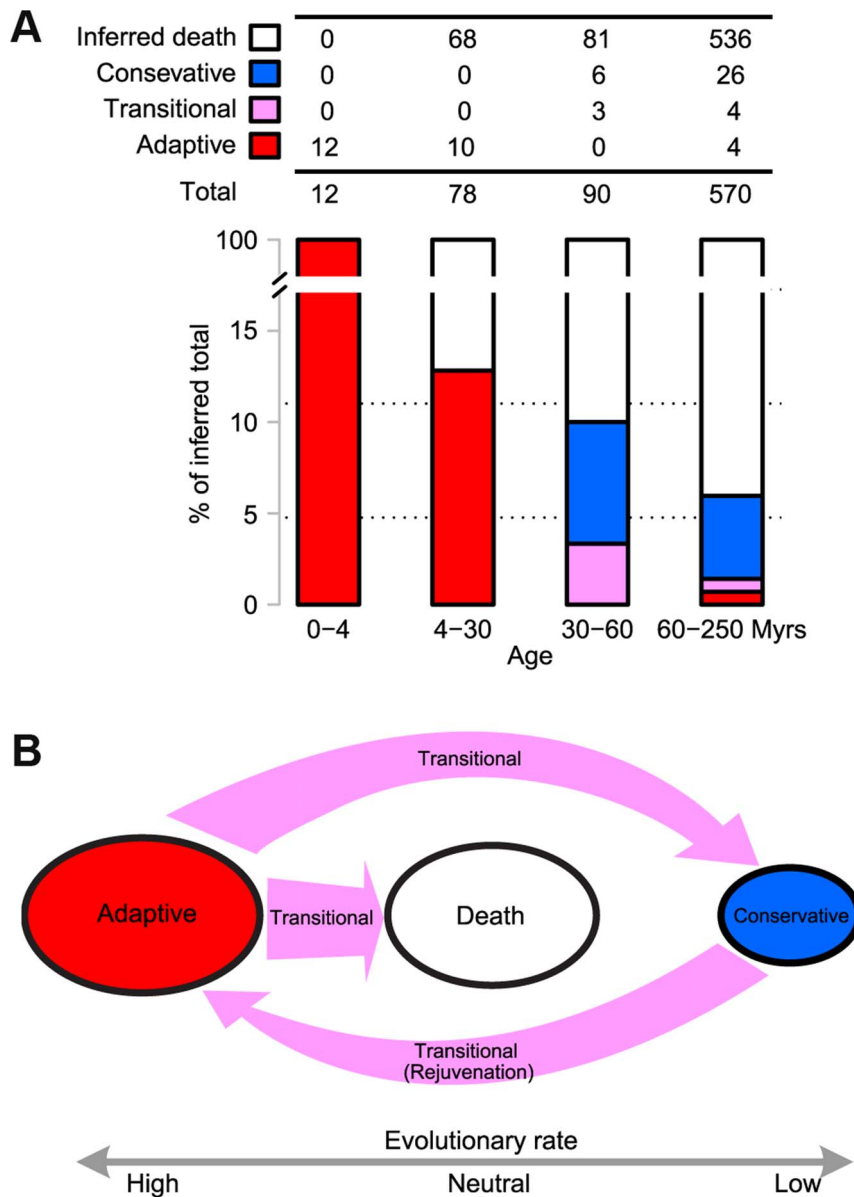 A
Inferred death 0 68 81 536
Consevative 0 0 6 26
Transitional 0 0 3 4
Adaptive 12 10 0 4
Total 12 78 90 570
100
15
10
5
0
% of inferred total
0–4 4–30 30–60 60–250 Myrs
Age
B
Transitional
Adaptive
Transitional
Death
Conservative
Transitional
(Rejuvenation)
Evolutionary rate
High Neutral Low